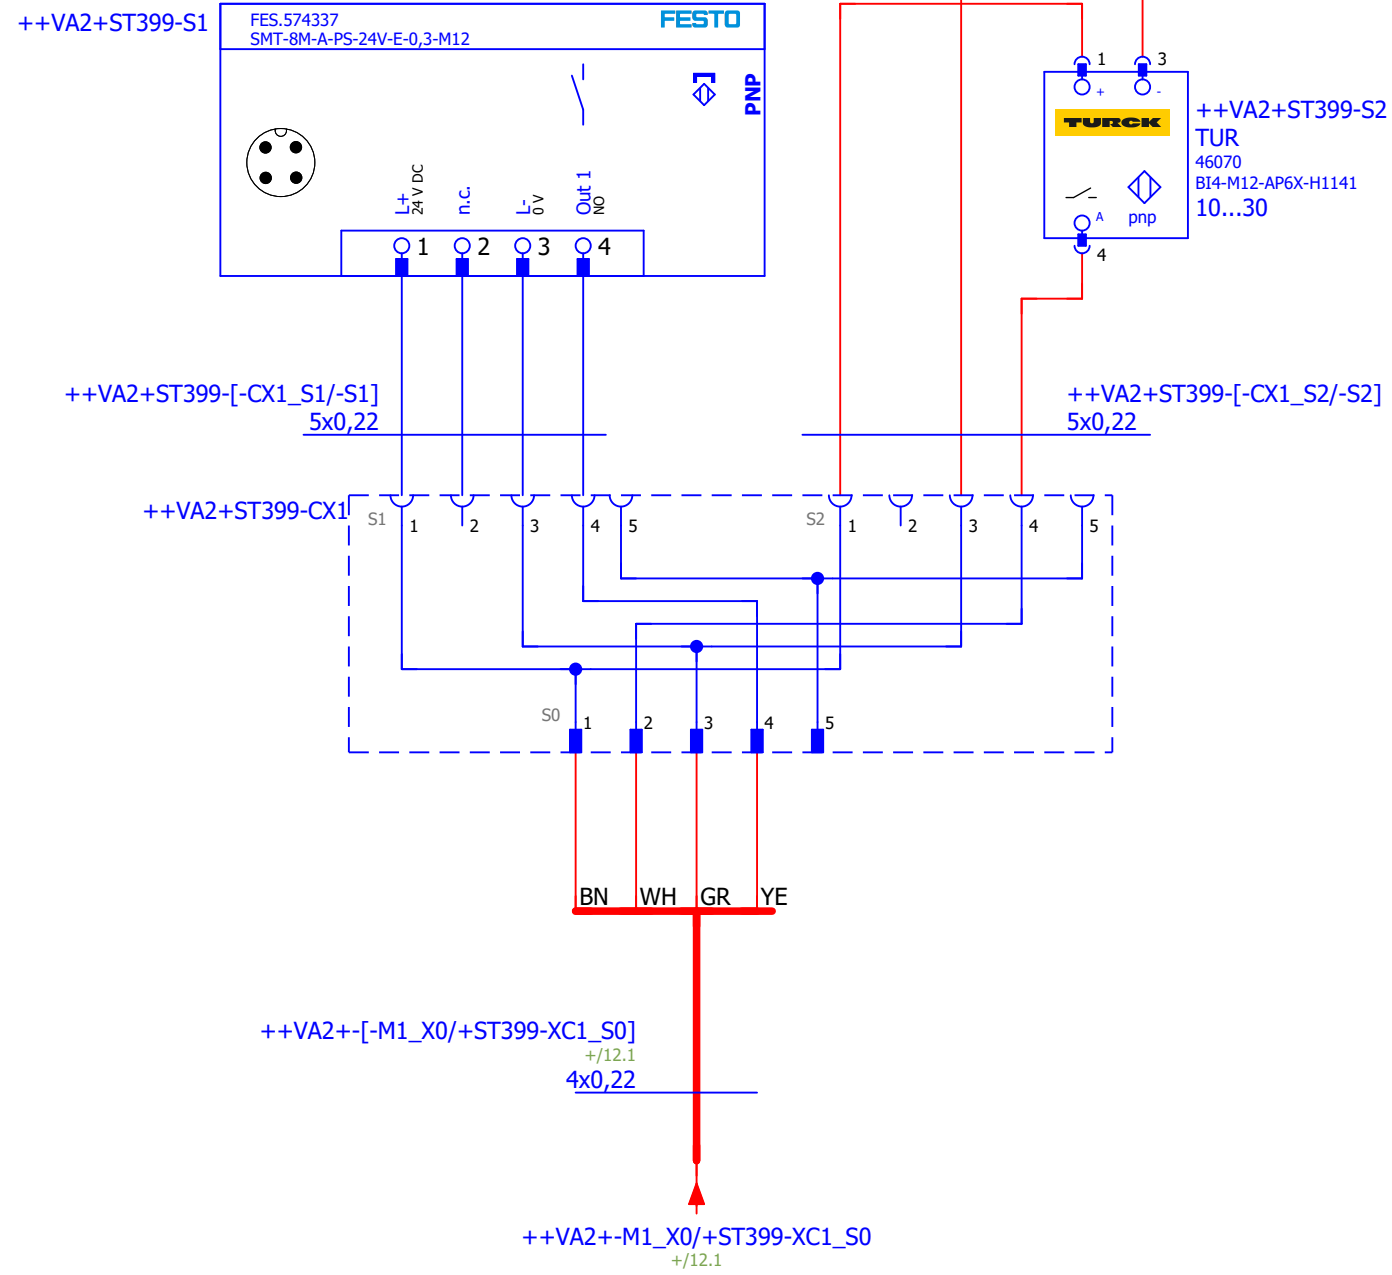 ++VA2+ST399-S1
FES.574337
SMT-8M-A-PS-24V-E-0,3-M12
FESTO
PNP
L+
24 V DC
n.c.
L-
0 V
Out 1
NO
1 2 3 4
1 3
+ -
TURCK
A pnp
4
++VA2+ST399-S2
TUR
46070
BI4-M12-AP6X-H1141
10...30
++VA2+ST399-[-CX1_S1/-S1]
5x0,22
++VA2+ST399-[-CX1_S2/-S2]
5x0,22
++VA2+ST399-CX1
S1 1 2 3 4 5 S2 1 2 3 4 5
S0 1 2 3 4 5
BN WH GR YE
++VA2+-[-M1_X0/+ST399-XC1_S0]
+/12.1
4x0,22
++VA2+-M1_X0/+ST399-XC1_S0
+/12.1